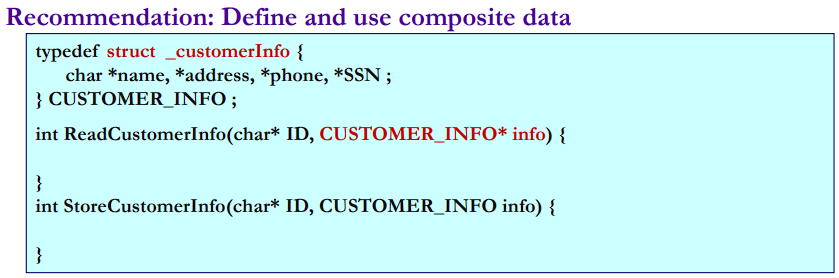 Recommendation: Define and use composite data
typedef struct _customerInfo {
char *name, *address, *phone, *SSN ;
} CUSTOMER_INFO ;
int ReadCustomerInfo(char* ID, CUSTOMER_INFO* info) {
}
int StoreCustomerInfo(char* ID, CUSTOMER_INFO info) {
}